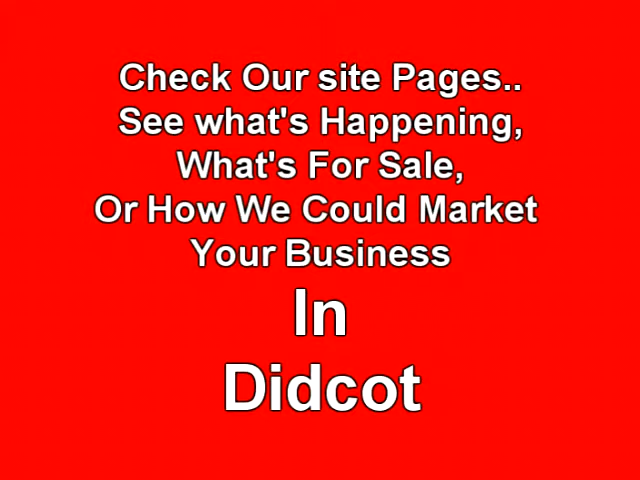 Check Our site Pages..
See what's Happening,
What's For Sale,
Or How We Could Market
Your Business
In
Didcot